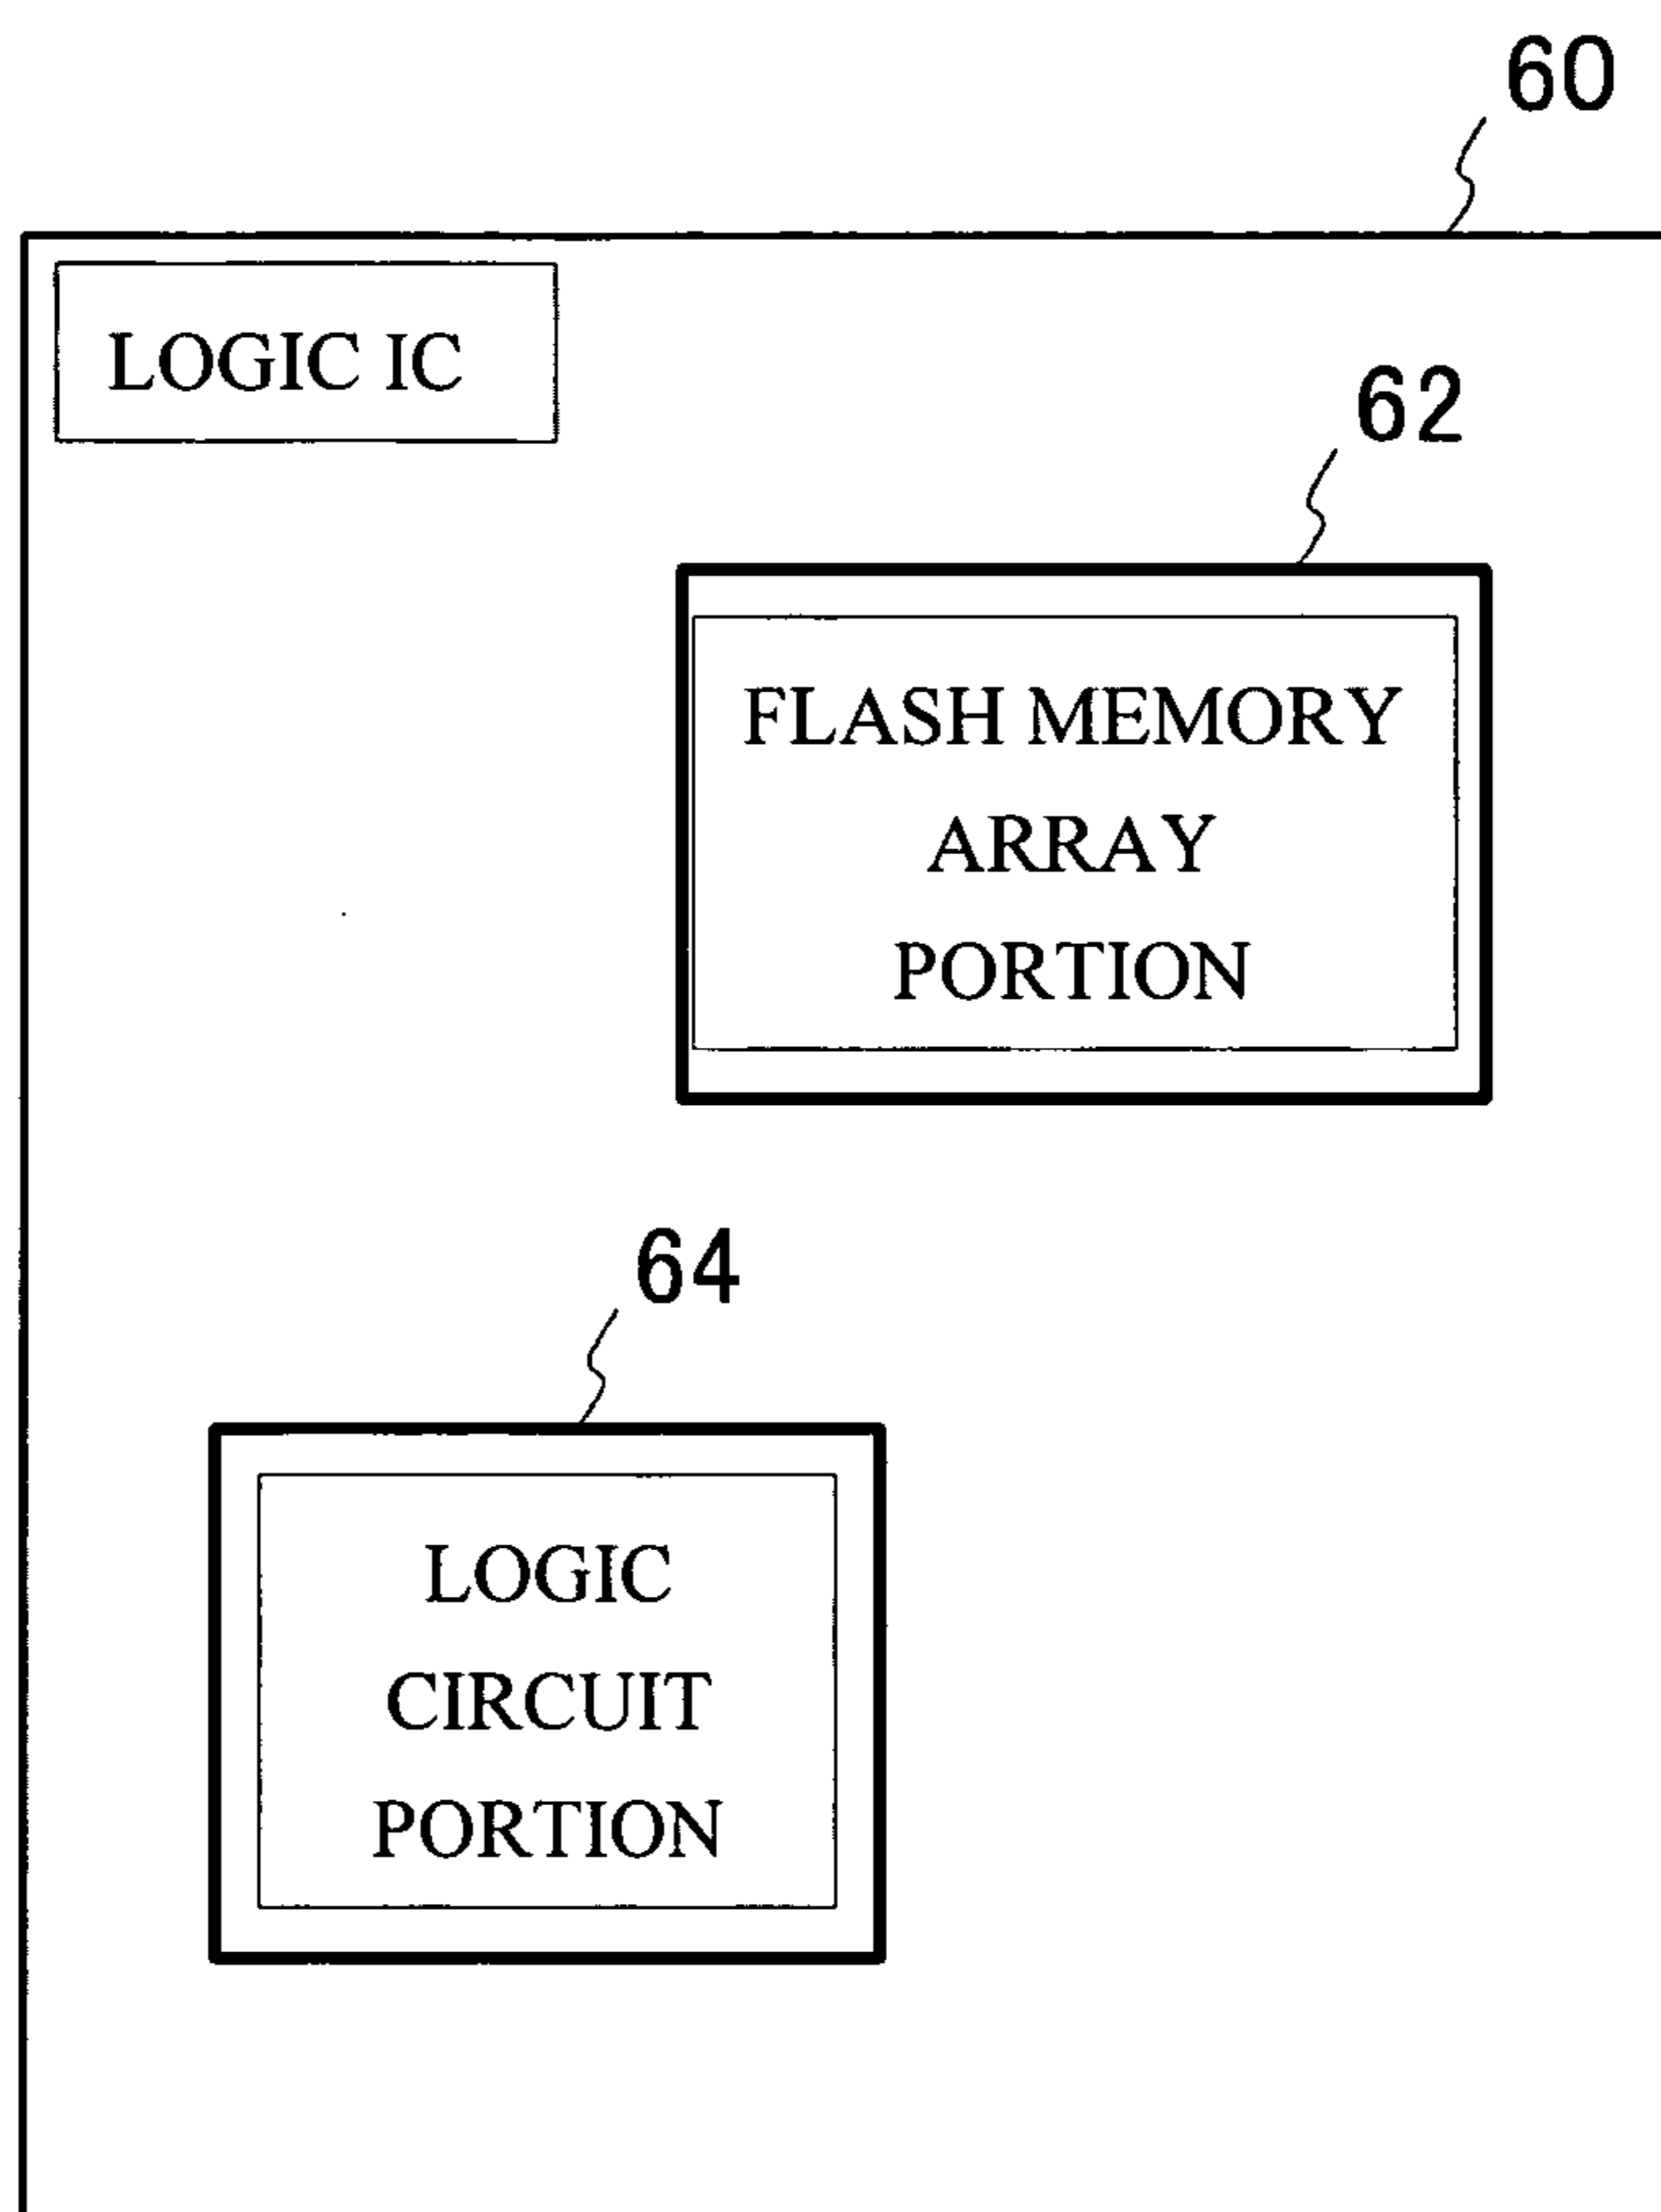 60
LOGIC IC
62
FLASH MEMORY
ARRAY
PORTION
64
LOGIC
CIRCUIT
PORTION